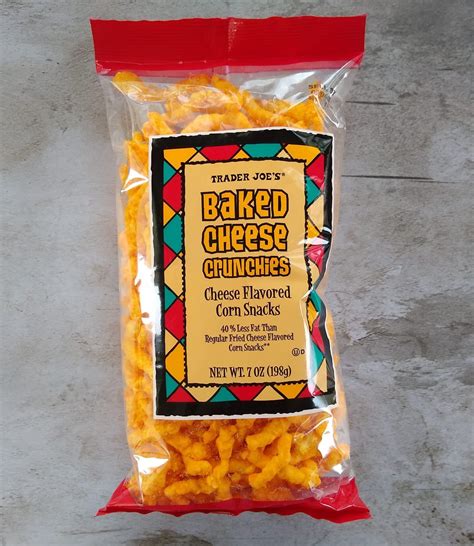 TRADER JOE'S®
BAKED
CHEESE
CRUNCHIES
Cheese Flavored
Corn Snacks
40% Less Fat Than
Regular Fried Cheese Flavored
Corn Snacks**
U D
NET WT. 7 OZ (198g)